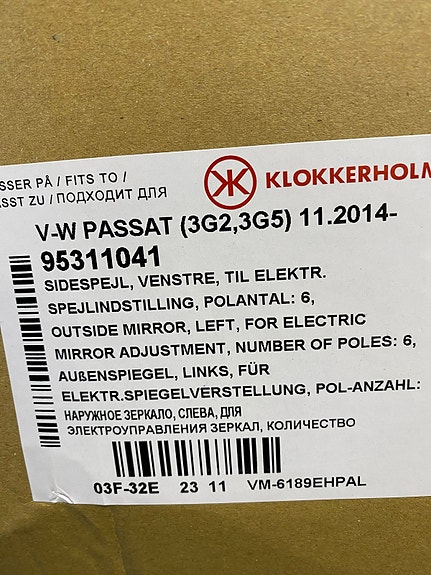 PÅ / FITS TO /
ZU / ПОДХОДИТ ДЛЯ
KLOKKERHOLM
V-W PASSAT (3G2,3G5) 11.2014-
95311041
SIDESPEJL, VENSTRE, TIL ELEKTR.
SPEJLINDSTILLING, POLANTAL: 6,
OUTSIDE MIRROR, LEFT, FOR ELECTRIC
MIRROR ADJUSTMENT, NUMBER OF POLES: 6,
AUßENSPIEGEL, LINKS, FÜR
ELEKTR.SPIEGELVERSTELLUNG, POL-ANZAHL:
НАРУЖНОЕ ЗЕРКАЛО, СЛЕВА, ДЛЯ
ЭЛЕКТРОУПРАВЛЕНИЯ ЗЕРКАЛ, КОЛИЧЕСТВО
03F-32E 23 11 VM-6189EHPAL